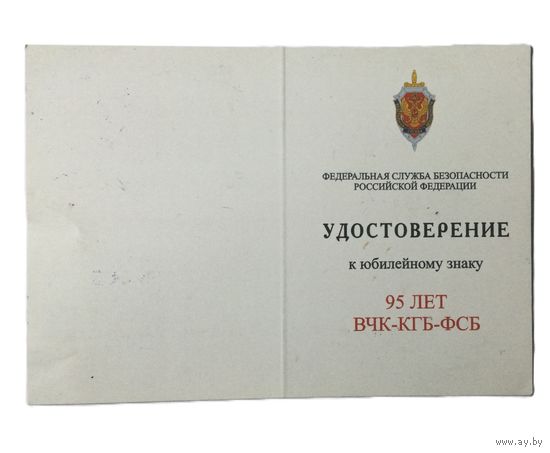 ФЕДЕРАЛЬНАЯ СЛУЖБА БЕЗОПАСНОСТИ
РОССИЙСКОЙ ФЕДЕРАЦИИ
УДОСТОВЕРЕНИЕ
к юбилейному знаку
95 ЛЕТ
ВЧК-КГБ-ФСБ
www.ay.by